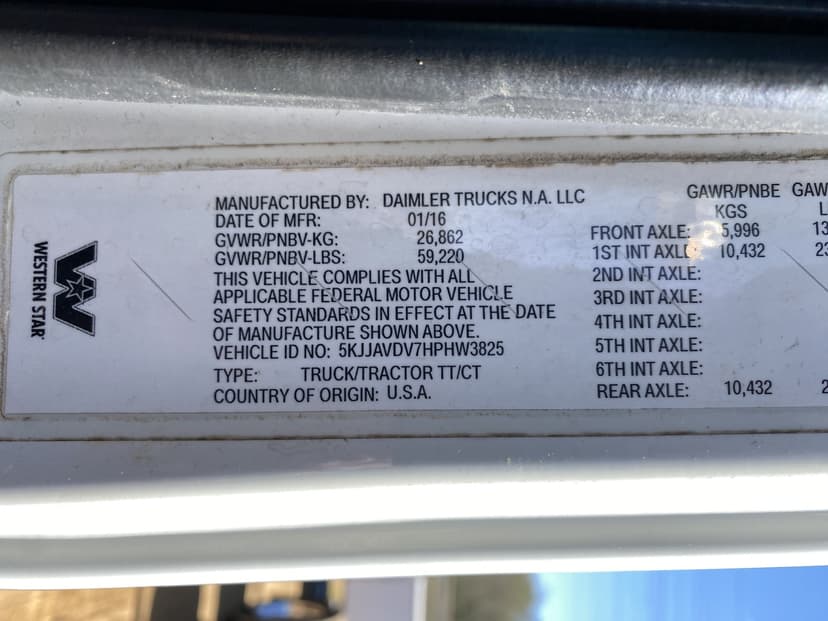 WESTERN STAR
MANUFACTURED BY: DAIMLER TRUCKS N.A. LLC
DATE OF MFR: 01/16
GVWR/PNBV-KG: 26,862
GVWR/PNBV-LBS: 59,220
THIS VEHICLE COMPLIES WITH ALL
APPLICABLE FEDERAL MOTOR VEHICLE
SAFETY STANDARDS IN EFFECT AT THE DATE
OF MANUFACTURE SHOWN ABOVE.
VEHICLE ID NO: 5KJJAVDV7HPHW3825
TYPE: TRUCK/TRACTOR TT/CT
COUNTRY OF ORIGIN: U.S.A.
GAWR/PNBE GAW
KGS L
FRONT AXLE: 5,996 13
1ST INT AXLE: 10,432 23
2ND INT AXLE:
3RD INT AXLE:
4TH INT AXLE:
5TH INT AXLE:
6TH INT AXLE:
REAR AXLE: 10,432 2